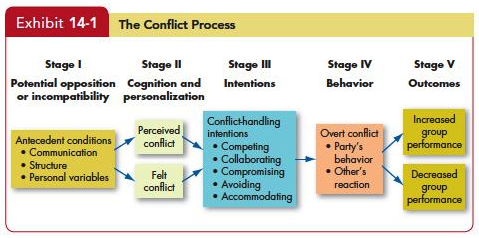 Exhibit 14-1
The Conflict Process
Stage I
Potential opposition
or incompatibility
Stage II
Cognition and
personalization
Stage III
Intentions
Stage IV
Behavior
Stage V
Outcomes
Antecedent conditions
• Communication
• Structure
• Personal variables
Perceived
conflict
Felt
conflict
Conflict-handling
intentions
• Competing
• Collaborating
• Compromising
• Avoiding
• Accommodating
Overt conflict
• Party's
behavior
• Other's
reaction
Increased
group
performance
Decreased
group
performance